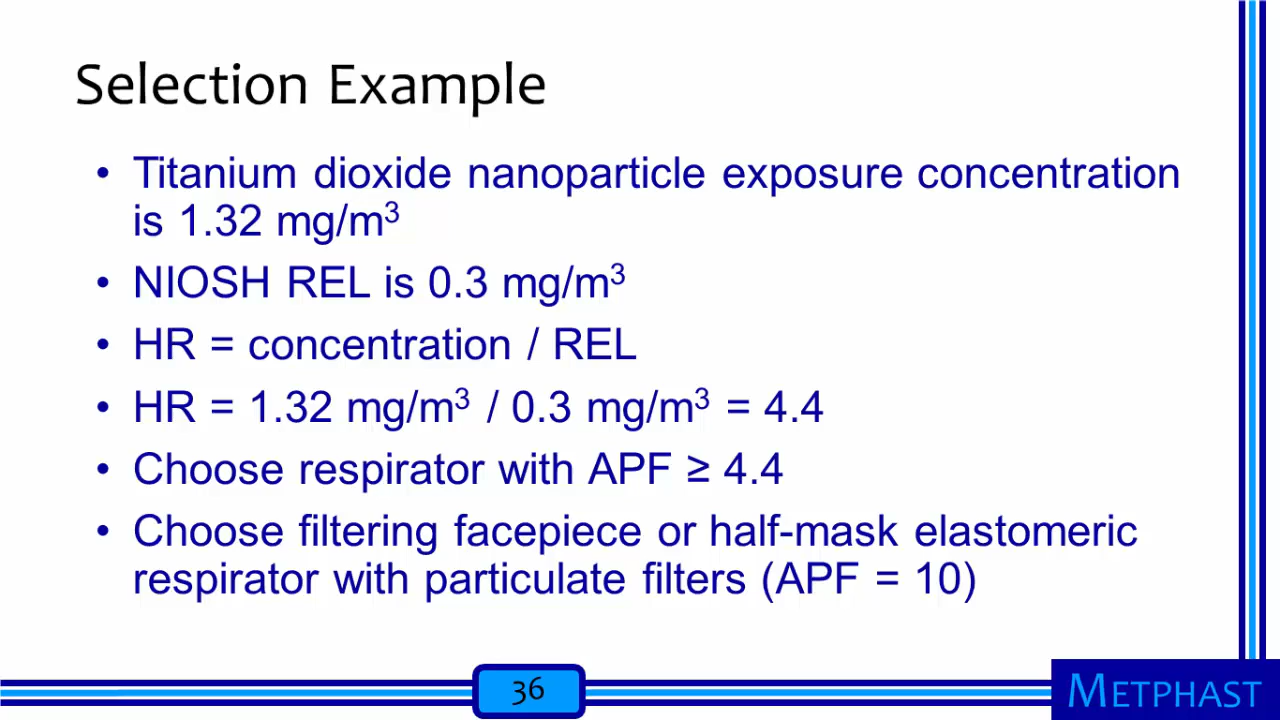 Selection Example
• Titanium dioxide nanoparticle exposure concentration
is 1.32 mg/m³
• NIOSH REL is 0.3 mg/m³
• HR = concentration / REL
• HR = 1.32 mg/m³ / 0.3 mg/m³ = 4.4
• Choose respirator with APF ≥ 4.4
• Choose filtering facepiece or half-mask elastomeric
respirator with particulate filters (APF = 10)
36
METPHAST